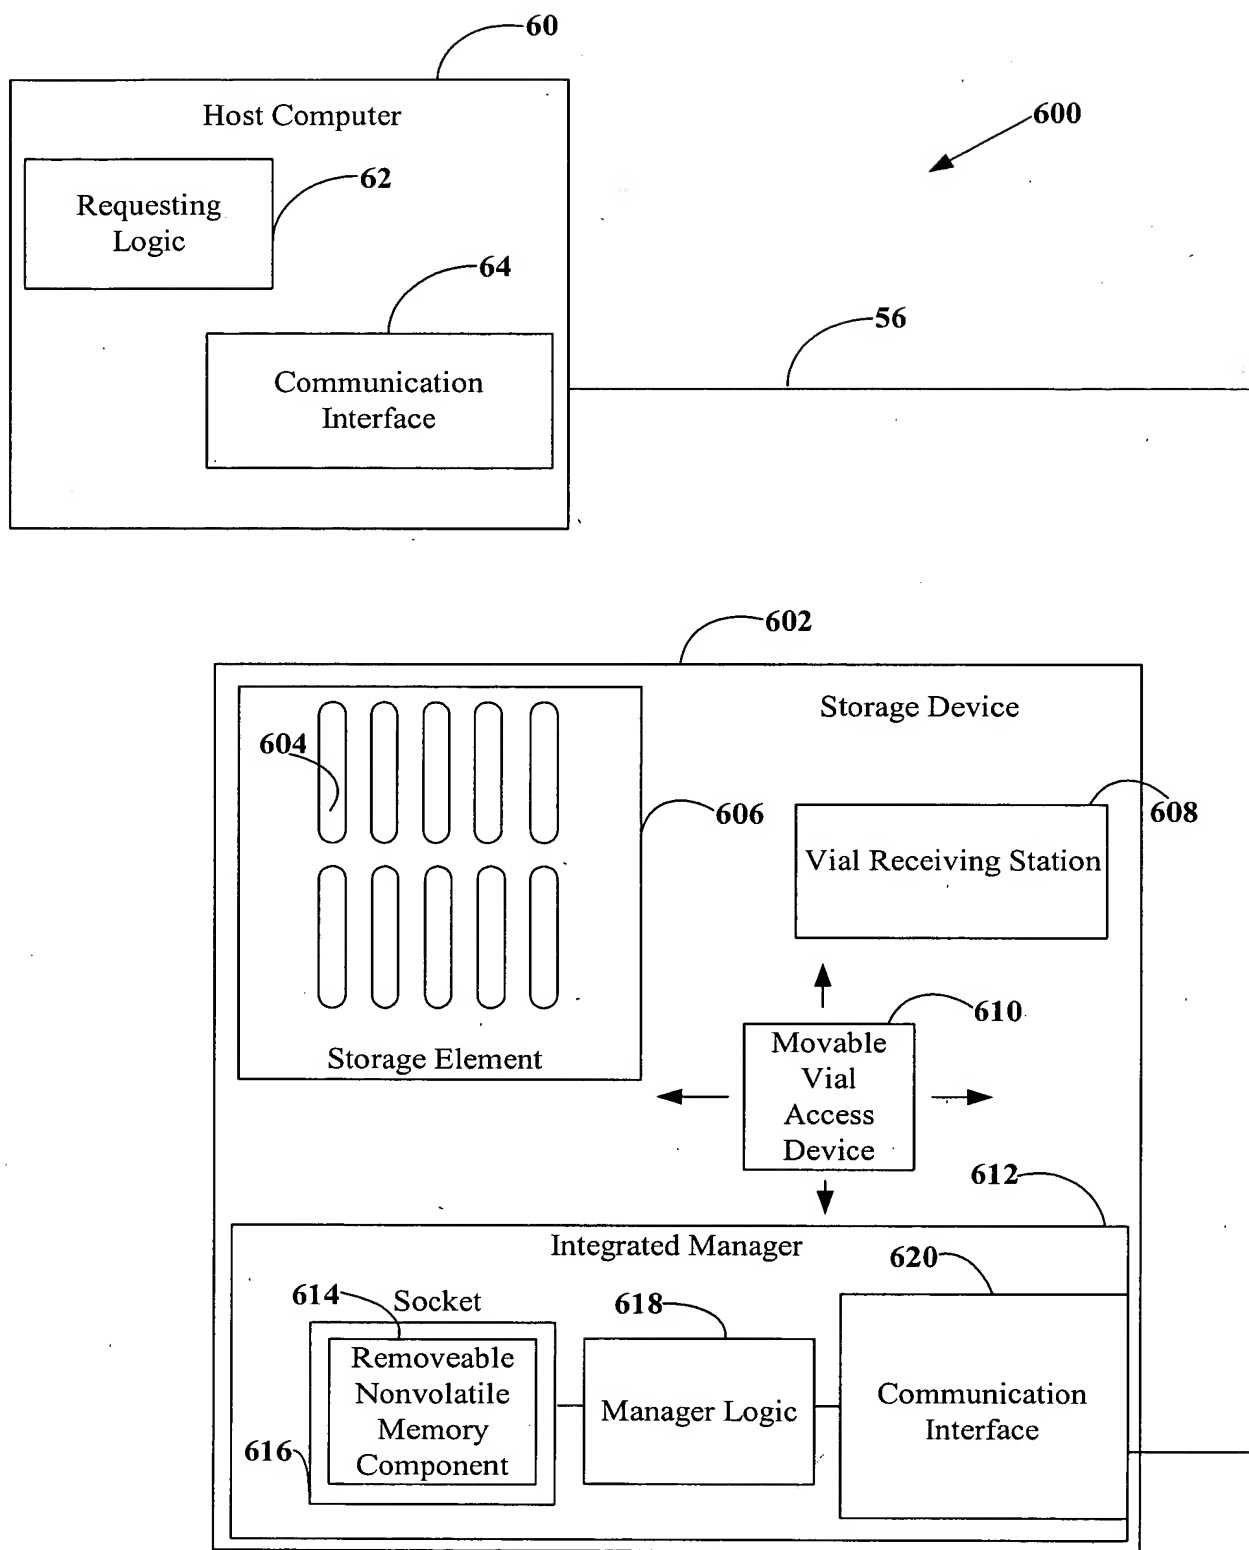 60
Host Computer
600
62
Requesting
Logic
64
56
Communication
Interface
602
Storage Device
604
606
608
Vial Receiving Station
610
Storage Element
Movable
Vial
Access
Device
612
Integrated Manager
620
614
Socket
618
Removeable
Nonvolatile
Memory
Component
Manager Logic
Communication
Interface
616